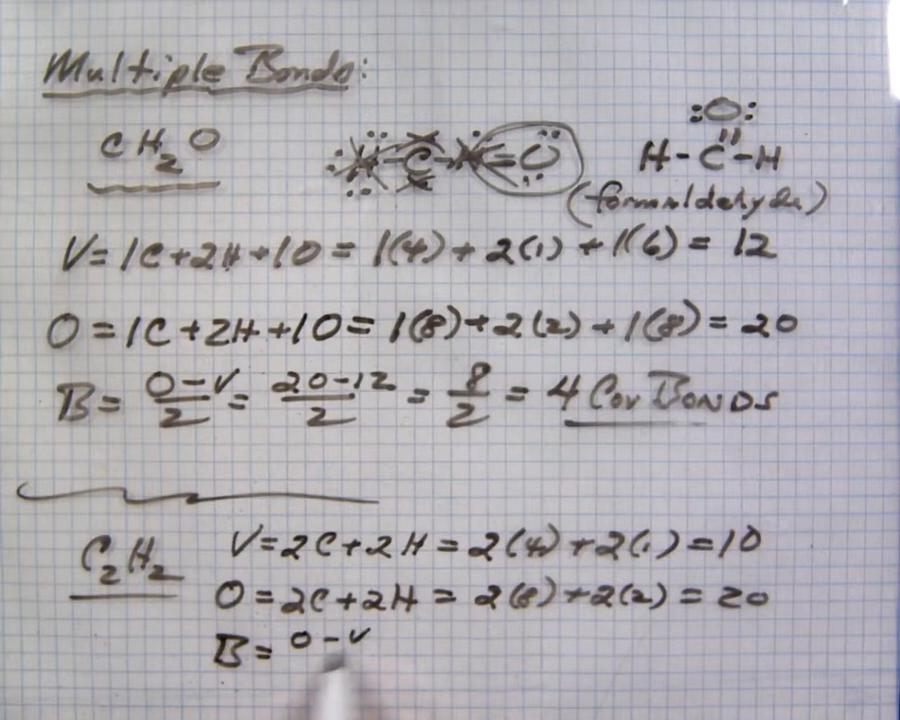 Multiple Bonds:
CH₂O
:O:
H-C-H
(formaldehyde)
V=1C+2H+1O=1(4)+2(1)+1(6)=12
O=1C+2H+1O=1(8)+2(2)+1(8)=20
B=O-V/2=20-12/2=8/2=4 Cov Bonds
C₂H₂
V=2C+2H=2(4)+2(1)=10
O=2C+2H=2(8)+2(2)=20
B=O-V